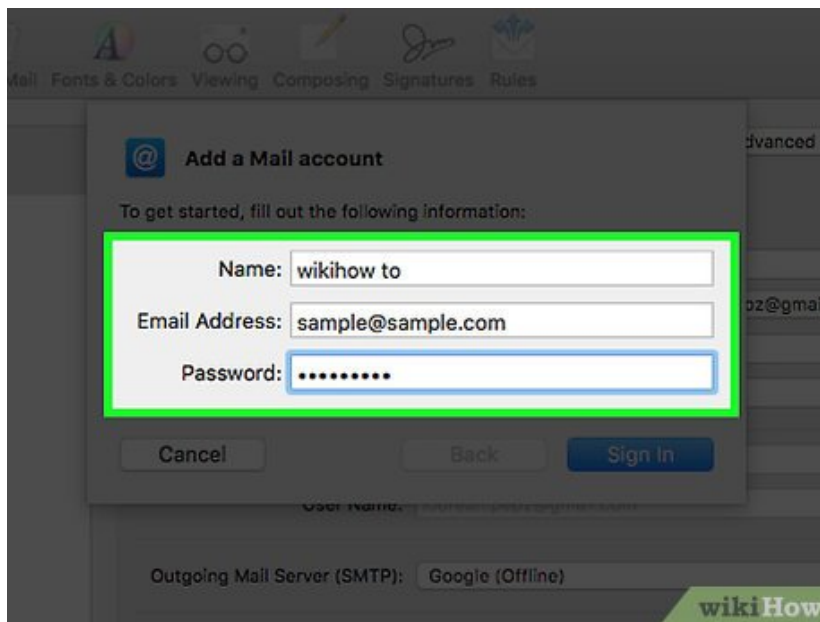 Mail Fonts & Colors Viewing Composing Signatures Rules
Add a Mail account
dvanced
To get started, fill out the following information:
Name: wikihow to
Email Address: sample@sample.com
Password: •••••••••
Cancel Back Sign In
User Name:
Outgoing Mail Server (SMTP): Google (Offline)
wikiHow